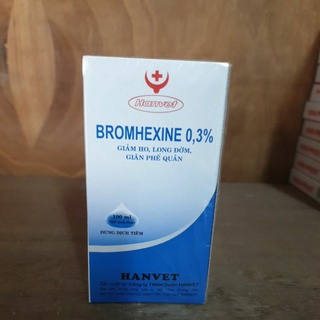 Hanvet
BROMHEXINE 0,3%
GIẢM HO, LONG ĐỜM,
GIÃN PHẾ QUẢN
100 ml
DUNG DỊCH TIÊM
HANVET